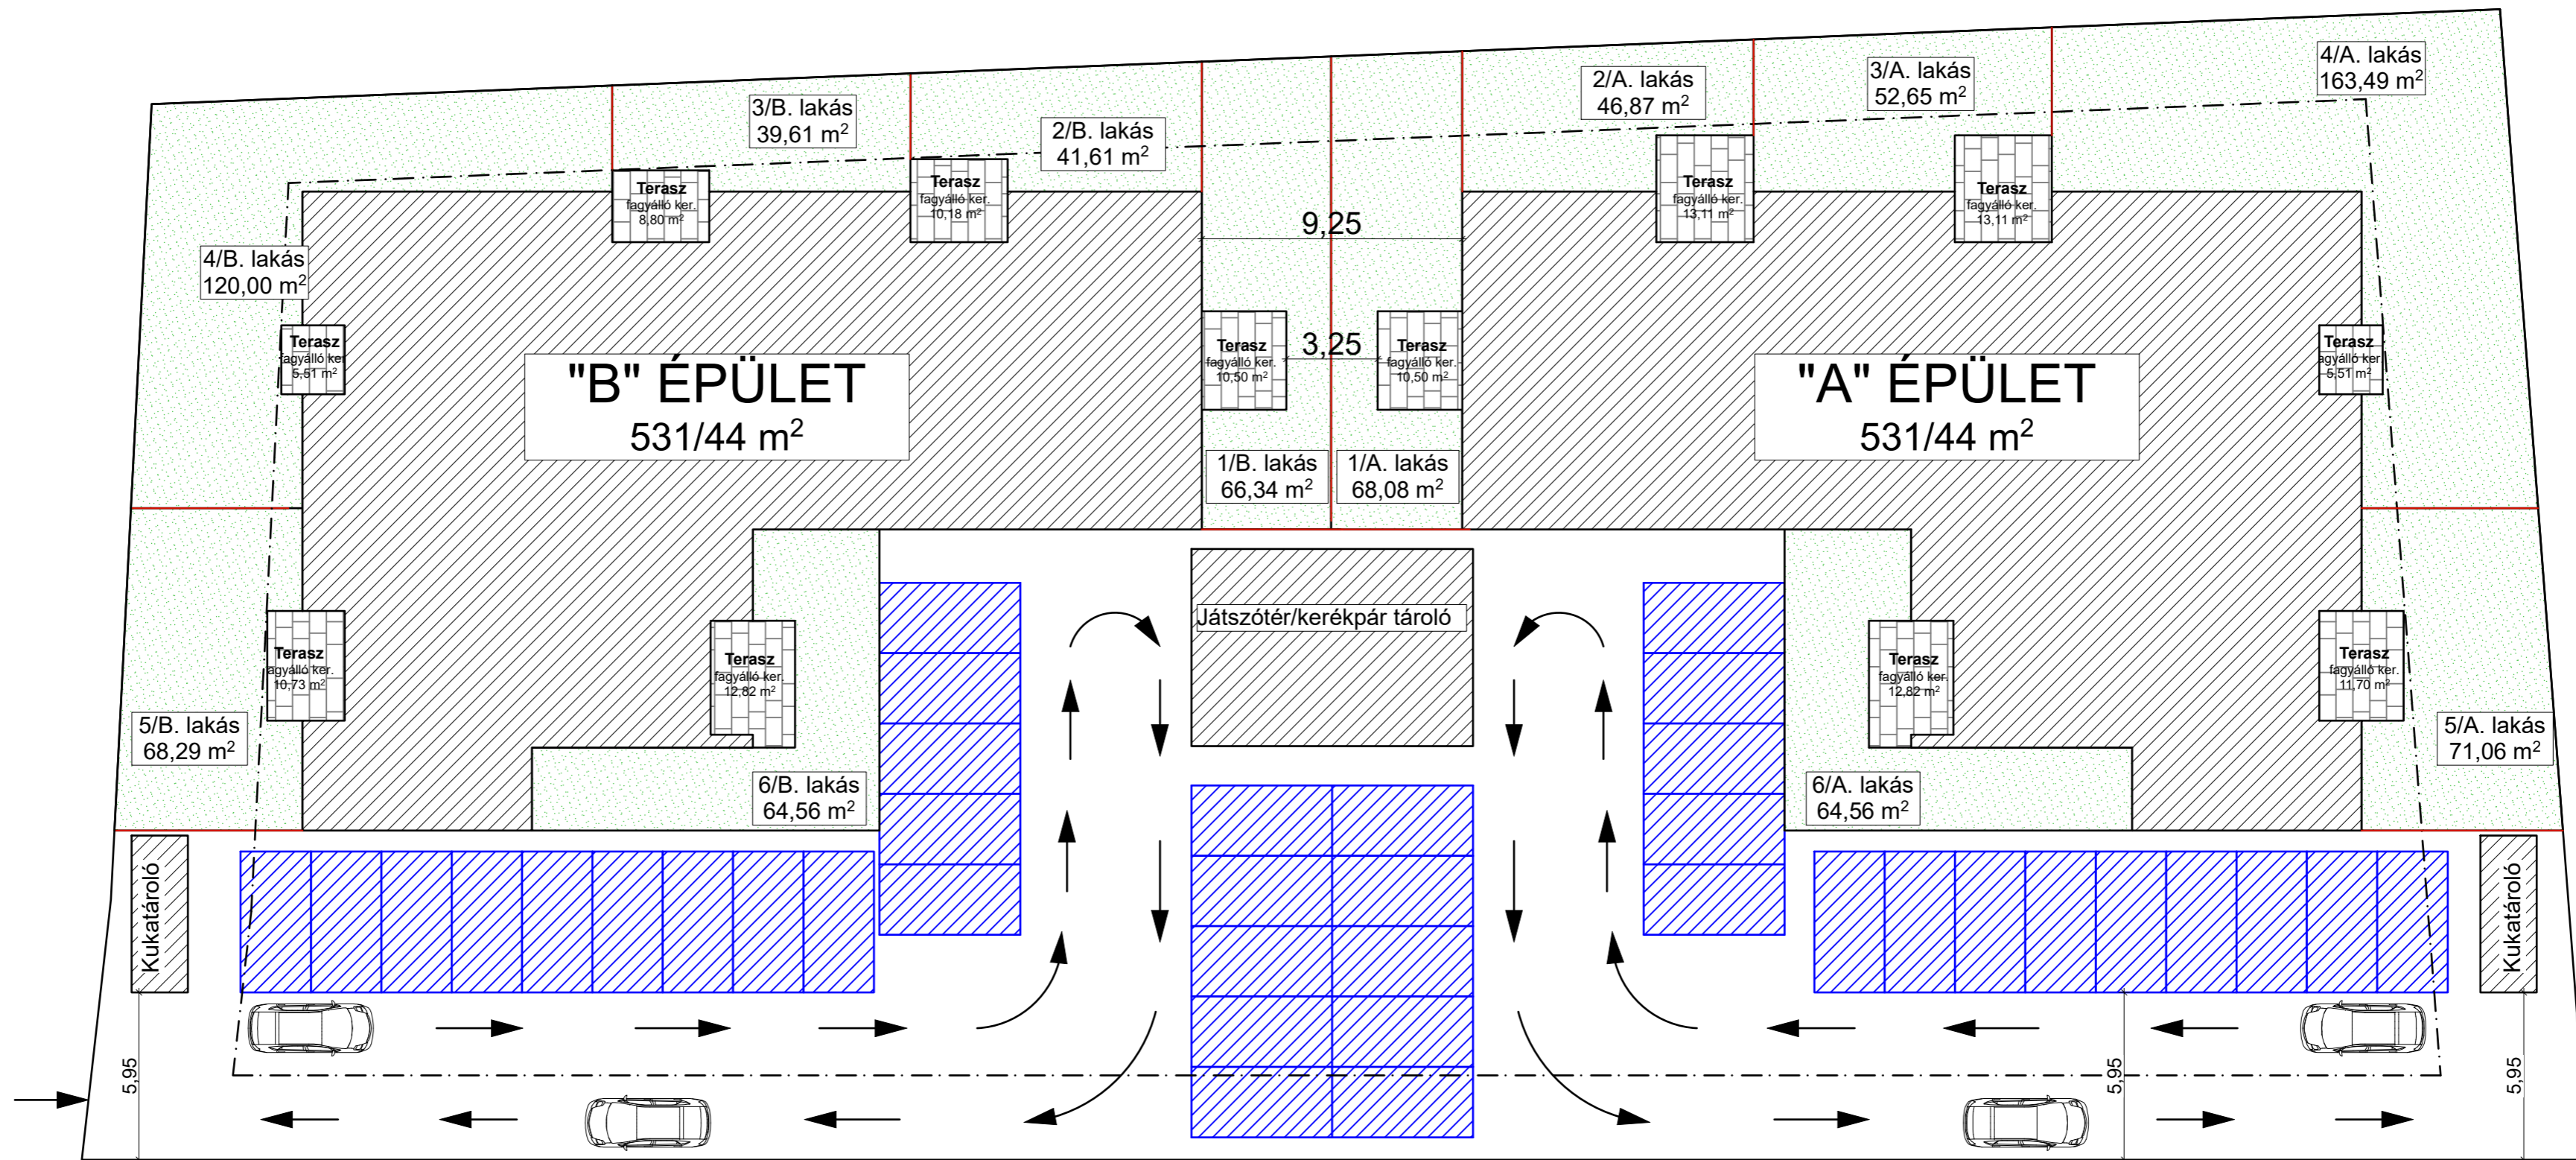 4/A. lakás
163,49 m²
3/A. lakás
52,65 m²
2/A. lakás
46,87 m²
3/B. lakás
39,61 m²
2/B. lakás
41,61 m²
Terasz
fagyálló ker.
8,80 m²
Terasz
fagyálló ker.
10,18 m²
Terasz
fagyálló ker.
13,11 m²
Terasz
fagyálló ker.
13,11 m²
9,25
4/B. lakás
120,00 m²
Terasz
fagyálló ker
5,51 m²
"B" ÉPÜLET
531/44 m²
Terasz
fagyálló ker.
10,50 m²
3,25
Terasz
fagyálló ker.
10,50 m²
"A" ÉPÜLET
531/44 m²
Terasz
agyálló ker
5,51 m²
1/B. lakás
66,34 m²
1/A. lakás
68,08 m²
Játszótér/kerékpár tároló
Terasz
agyálló ker.
10,73 m²
Terasz
fagyálló ker.
12,82 m²
Terasz
fagyálló ker.
12,82 m²
Terasz
fagyálló ker.
11,70 m²
5/B. lakás
68,29 m²
5/A. lakás
71,06 m²
6/B. lakás
64,56 m²
6/A. lakás
64,56 m²
Kukatároló
Kukatároló
5,95
5,95
5,95